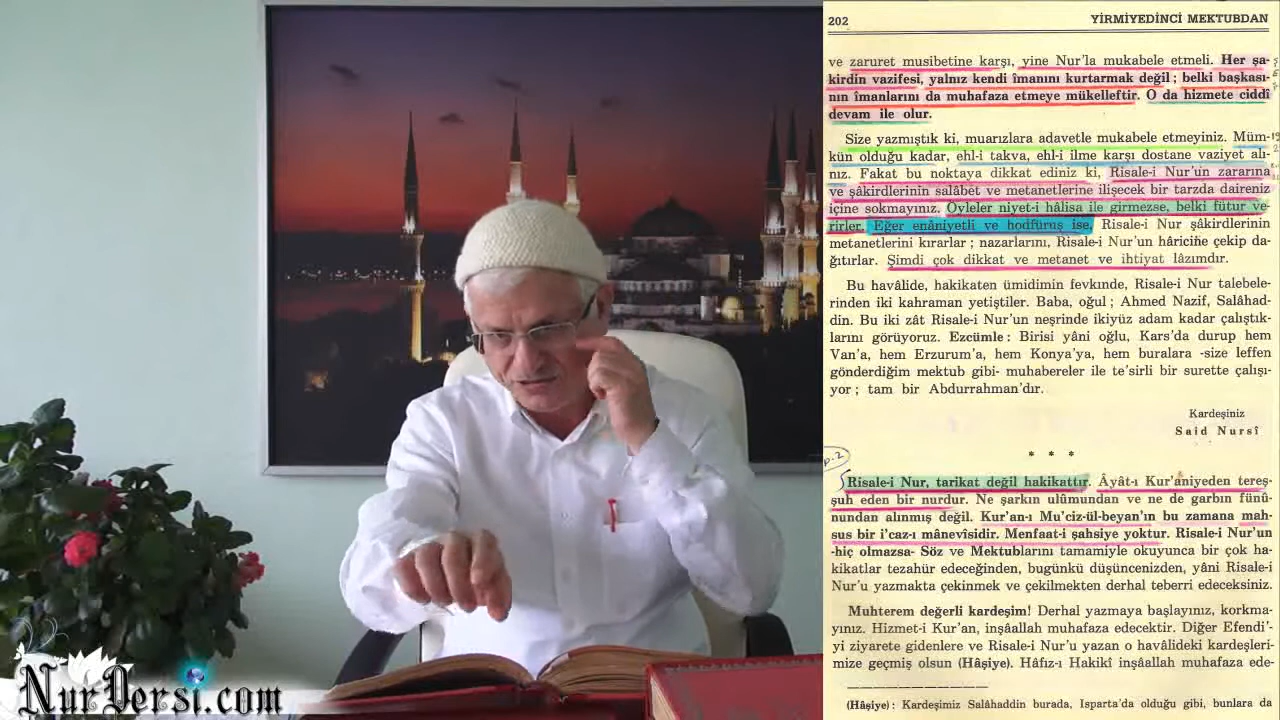 202
YİRMİYEDİNCİ MEKTUBDAN
ve zaruret musibetine karşı, yine Nur'la mukabele etmeli. Her şa-
kirdin vazifesi, yalnız kendi îmanını kurtarmak değil; belki başkası-
nın îmanlarını da muhafaza etmeye mükelleftir. O da hizmete ciddî
devam ile olur.
Size yazmıştık ki, muarızlara adavetle mukabele etmeyiniz. Müm-
kün olduğu kadar, ehl-i takva, ehl-i ilme karşı dostane vaziyet alı-
nız. Fakat bu noktaya dikkat ediniz ki, Risale-i Nur'un zararına
ve şâkirdlerinin salâbet ve metanetlerine ilişecek bir tarzda daireniz
içine sokmayınız. Öyleler niyet-i hâlisa ile girmezse, belki fütur ve-
rirler. Eğer enâniyetli ve hodfüruş ise, Risale-i Nur şâkirdlerinin
metanetlerini kırarlar; nazarlarını, Risale-i Nur'un hâricine çekip da-
ğıtırlar. Şimdi çok dikkat ve metanet ve ihtiyat lâzımdır.
Bu havâlide, hakikaten ümidimin fevkında, Risale-i Nur talebele-
rinden iki kahraman yetiştiler. Baba, oğul; Ahmed Nazif, Salâhad-
din. Bu iki zât Risale-i Nur'un neşrinde ikiyüz adam kadar çalıştık-
larını görüyoruz. Ezcümle: Birisi yâni oğlu, Kars'da durup hem
Van'a, hem Erzurum'a, hem Konya'ya, hem buralara -size leffen
gönderdiğim mektub gibi- muhabereler ile te'sirli bir surette çalışı-
yor; tam bir Abdurrahman'dır.
Kardeşiniz
Said Nursî
* * *
p.2
Risale-i Nur, tarikat değil hakikattır. Âyât-ı Kur'âniyeden tereş-
şuh eden bir nurdur. Ne şarkın ulûmundan ve ne de garbın fünû-
nundan alınmış değil. Kur'an-ı Mu'ciz-ül-beyan'ın bu zamana mah-
sus bir i'caz-ı mânevîsidir. Menfaat-i şahsiye yoktur. Risale-i Nur'un
-hiç olmazsa- Söz ve Mektublarını tamamiyle okuyunca bir çok ha-
kikatlar tezahür edeceğinden, bugünkü düşüncenizden, yâni Risale-i
Nur'u yazmakta çekinmek ve çekilmekten derhal teberri edeceksiniz.
Muhterem değerli kardeşim! Derhal yazmaya başlayınız, korkma-
yınız. Hizmet-i Kur'an, inşâallah muhafaza edecektir. Diğer Efendi'-
yi ziyarete gidenlere ve Risale-i Nur'u yazan o havâlideki kardeşleri-
mize geçmiş olsun (Hâşiye). Hâfız-ı Hakikî inşaallah muhafaza ede-
(Hâşiye): Kardeşimiz Salâhaddin burada, Isparta'da olduğu gibi, bunlara da
NurDersi.com